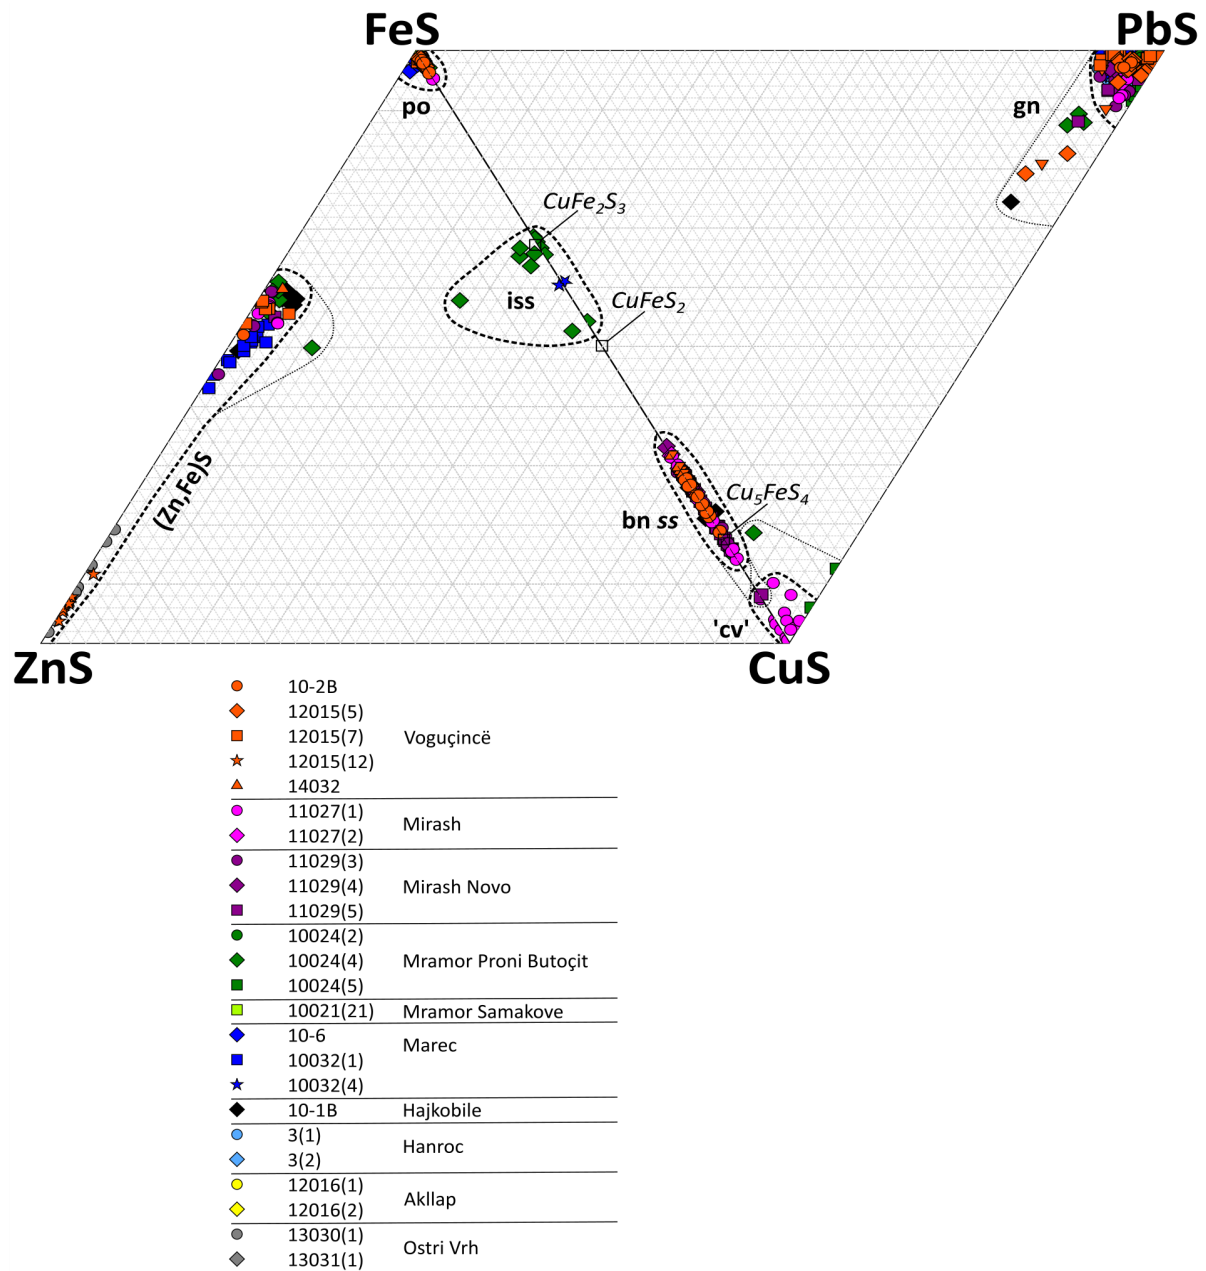 FeS
PbS
po
gn
CuFe2S3
iss
CuFeS2
(Zn,Fe)S
Cu5FeS4
bn ss
'cv'
ZnS
CuS
10-2B
12015(5)
12015(7)
Voguçincë
12015(12)
14032
11027(1)
Mirash
11027(2)
11029(3)
11029(4)
Mirash Novo
11029(5)
10024(2)
10024(4)
Mramor Proni Butoçit
10024(5)
10021(21) Mramor Samakove
10-6
Marec
10032(1)
10032(4)
10-1B Hajkobile
3(1)
Hanroc
3(2)
12016(1)
Akllap
12016(2)
13030(1)
Ostri Vrh
13031(1)